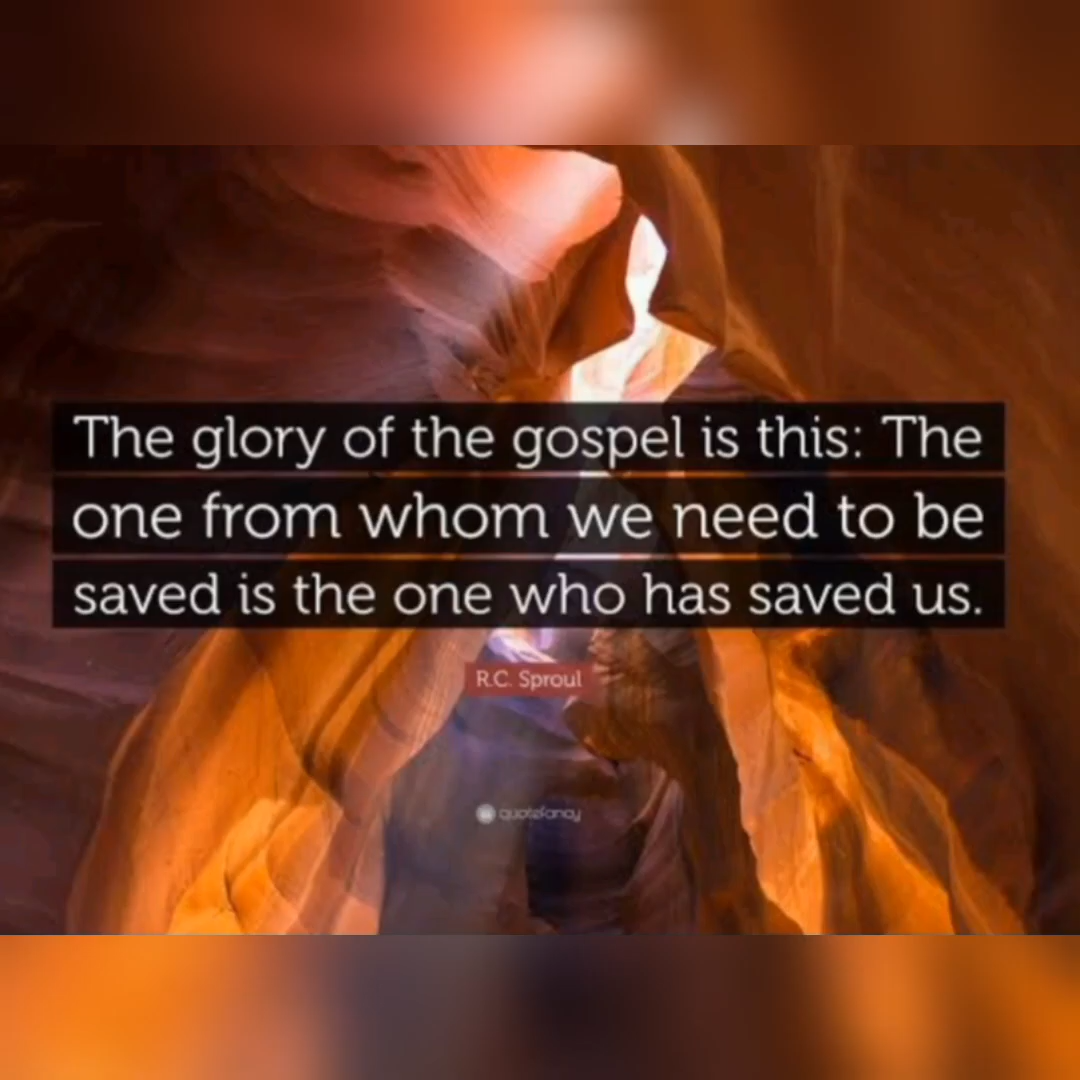 The glory of the gospel is this: The
one from whom we need to be
saved is the one who has saved us.
R.C. Sproul
quotefancy